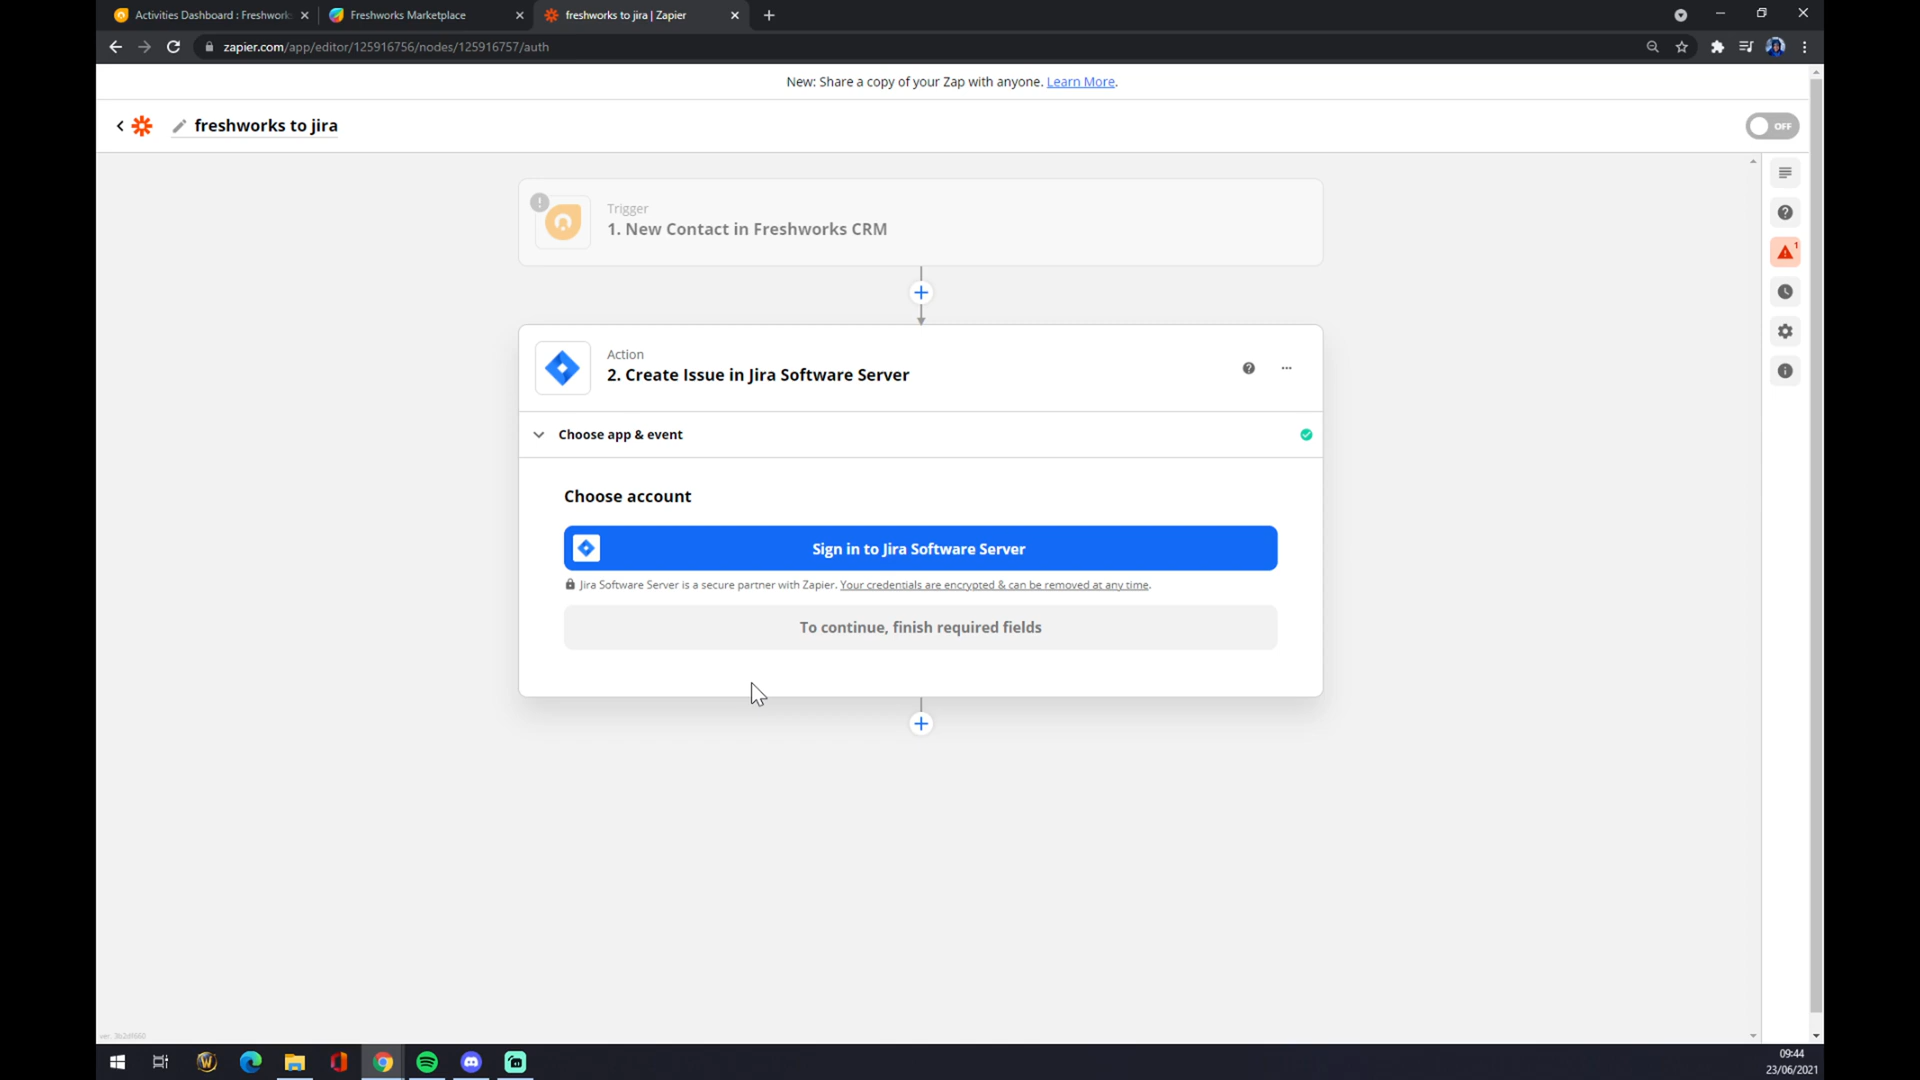 Activities Dashboard : Freshwork
Freshworks Marketplace
freshworks to jira | Zapier
zapier.com/app/editor/125916756/nodes/125916757/auth
New: Share a copy of your Zap with anyone. Learn More.
freshworks to jira
OFF
Trigger
1. New Contact in Freshworks CRM
1
Action
2. Create Issue in Jira Software Server
Choose app & event
Choose account
Sign in to Jira Software Server
Jira Software Server is a secure partner with Zapier. Your credentials are encrypted & can be removed at any time.
To continue, finish required fields
09:44
23/06/2021